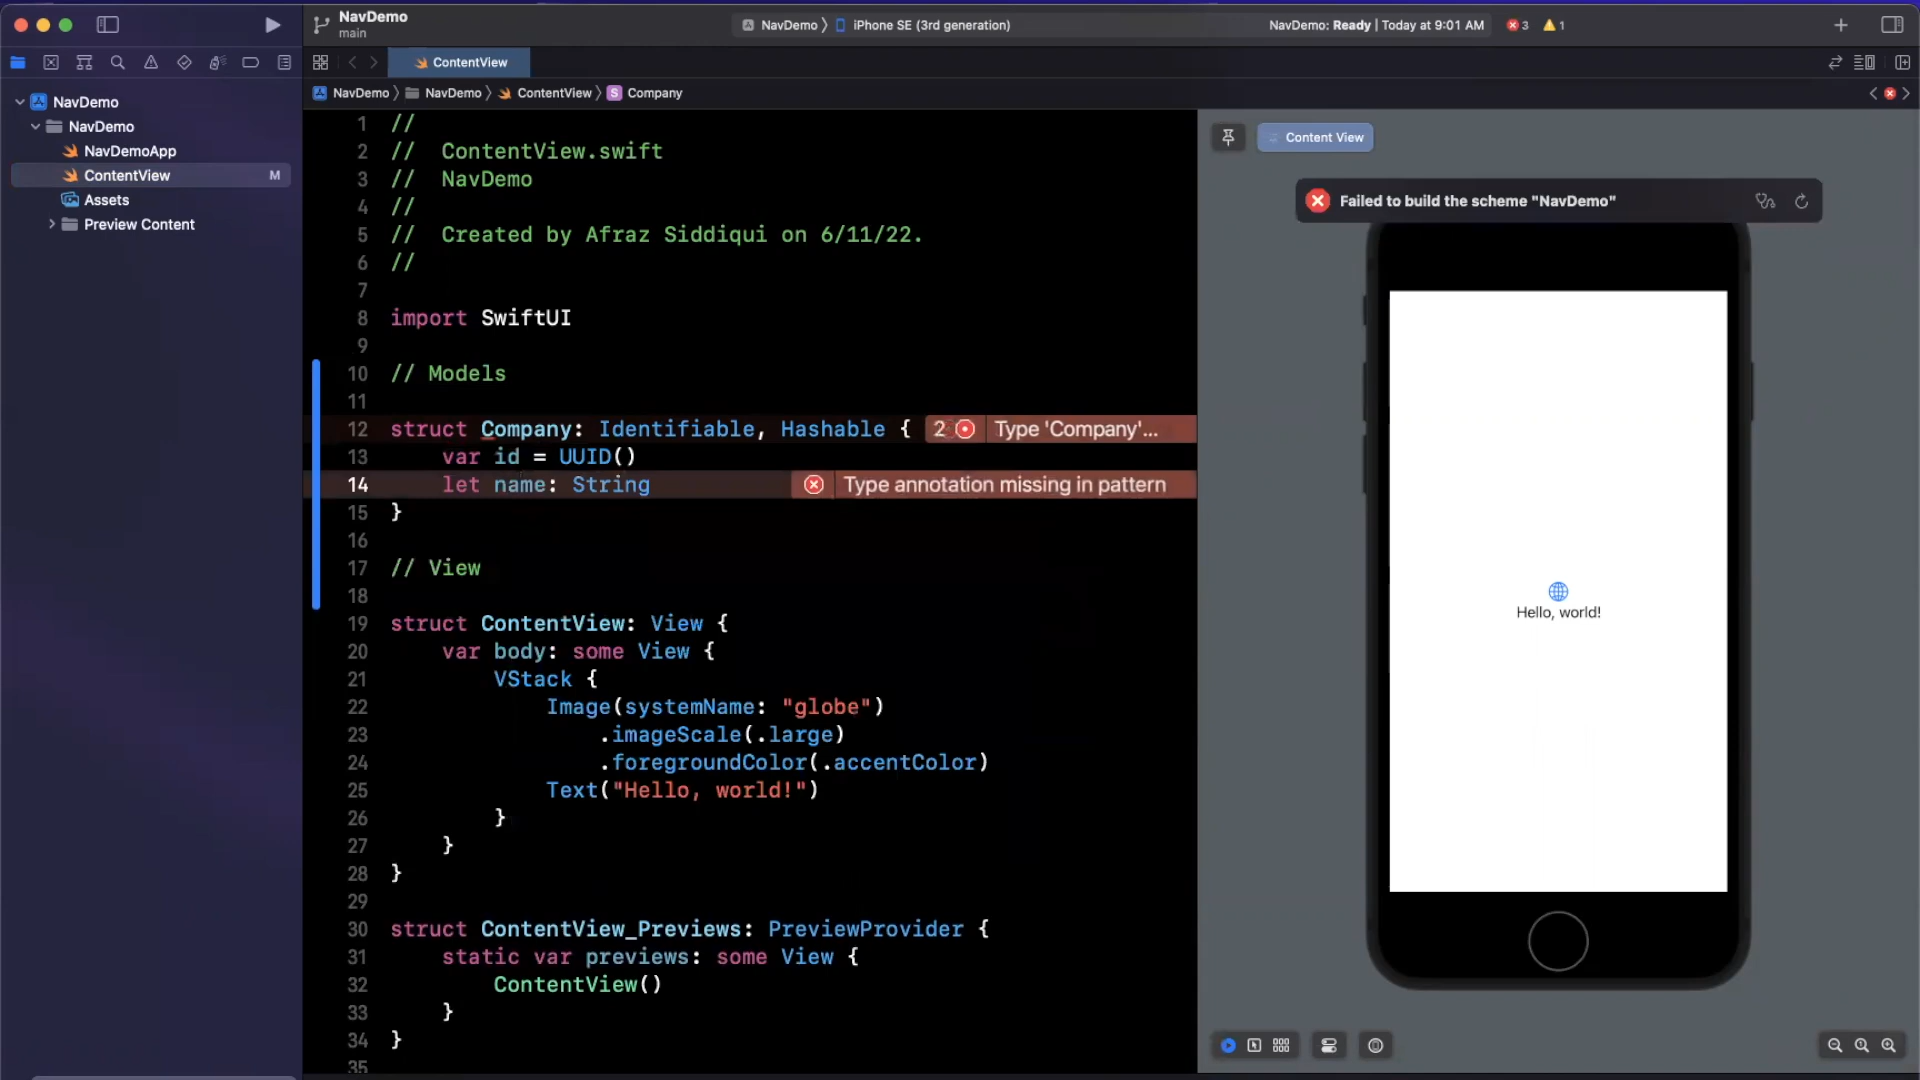 NavDemo
main
NavDemo 〉 iPhone SE (3rd generation)
NavDemo: Ready | Today at 9:01 AM
3
1
ContentView
NavDemo 〉 NavDemo 〉 ContentView 〉 S Company
NavDemo
NavDemo
NavDemoApp
ContentView M
Assets
Preview Content
1 //
2 //  ContentView.swift
3 //  NavDemo
4 //
5 //  Created by Afraz Siddiqui on 6/11/22.
6 //
7
8 import SwiftUI
9
10 // Models
11
12 struct Company: Identifiable, Hashable { 2 Type 'Company'...
13     var id = UUID()
14     let name: String Type annotation missing in pattern
15 }
16
17 // View
18
19 struct ContentView: View {
20     var body: some View {
21         VStack {
22             Image(systemName: "globe")
23                 .imageScale(.large)
24                 .foregroundColor(.accentColor)
25             Text("Hello, world!")
26         }
27     }
28 }
29
30 struct ContentView_Previews: PreviewProvider {
31     static var previews: some View {
32         ContentView()
33     }
34 }
35
Content View
Failed to build the scheme "NavDemo"
Hello, world!